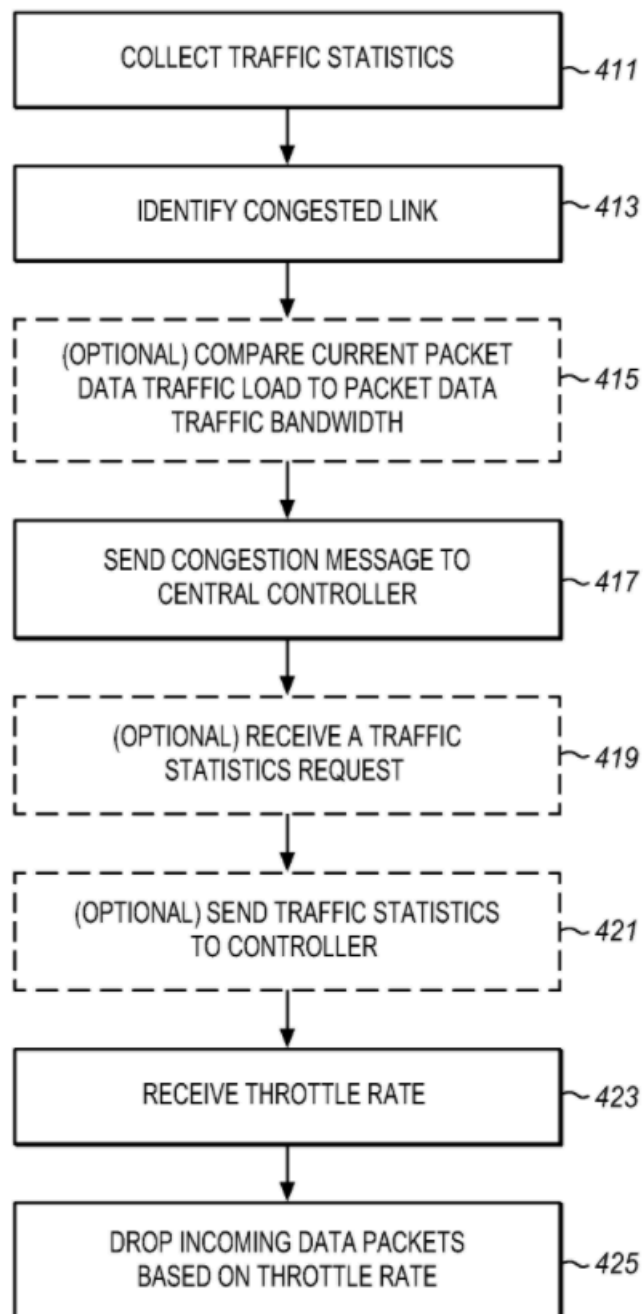 COLLECT TRAFFIC STATISTICS
411
IDENTIFY CONGESTED LINK
413
(OPTIONAL) COMPARE CURRENT PACKET
DATA TRAFFIC LOAD TO PACKET DATA
TRAFFIC BANDWIDTH
415
SEND CONGESTION MESSAGE TO
CENTRAL CONTROLLER
417
(OPTIONAL) RECEIVE A TRAFFIC
STATISTICS REQUEST
419
(OPTIONAL) SEND TRAFFIC STATISTICS
TO CONTROLLER
421
RECEIVE THROTTLE RATE
423
DROP INCOMING DATA PACKETS
BASED ON THROTTLE RATE
425